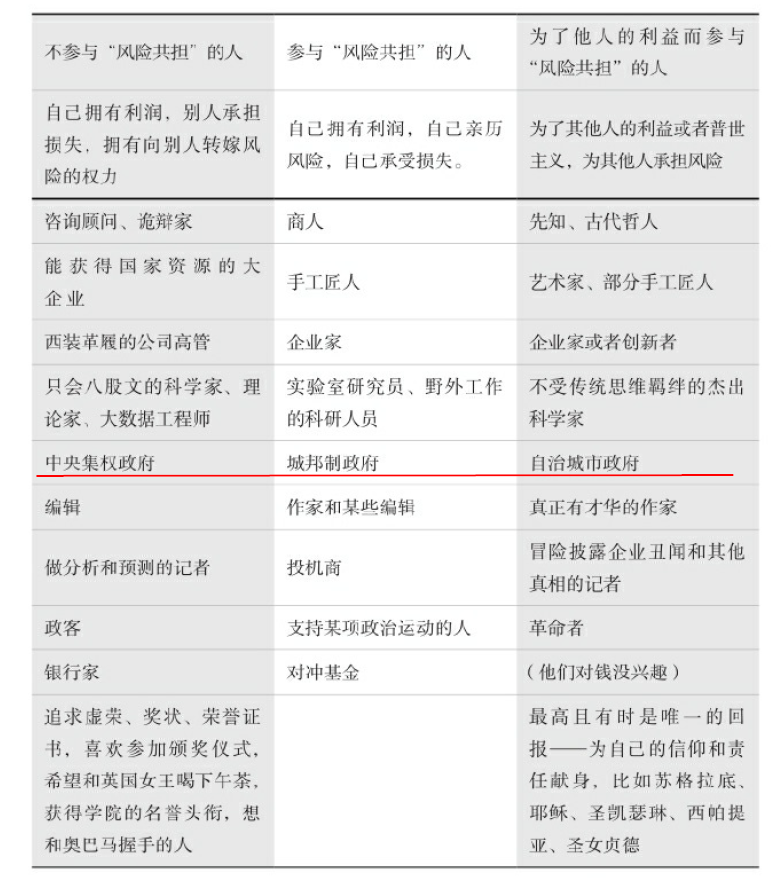 不参与“风险共担”的人
参与“风险共担”的人
为了他人的利益而参与
“风险共担”的人
自己拥有利润，别人承担
损失，拥有向别人转嫁风
险的权力
自己拥有利润，自己亲历
风险，自己承受损失。
为了其他人的利益或者普世
主义，为其他人承担风险
咨询顾问、诡辩家
商人
先知、古代哲人
能获得国家资源的大
企业
手工匠人
艺术家、部分手工匠人
西装革履的公司高管
企业家
企业家或者创新者
只会八股文的科学家、理
论家、大数据工程师
实验室研究员、野外工作
的科研人员
不受传统思维羁绊的杰出
科学家
中央集权政府
城邦制政府
自治城市政府
编辑
作家和某些编辑
真正有才华的作家
做分析和预测的记者
投机商
冒险披露企业丑闻和其他
真相的记者
政客
支持某项政治运动的人
革命者
银行家
对冲基金
（他们对钱没兴趣）
追求虚荣、奖状、荣誉证
书，喜欢参加颁奖仪式，
希望和英国女王喝下午茶，
获得学院的名誉头衔，想
和奥巴马握手的人
最高且有时是唯一的回
报——为自己的信仰和责
任献身，比如苏格拉底、
耶稣、圣凯瑟琳、西帕提
亚、圣女贞德